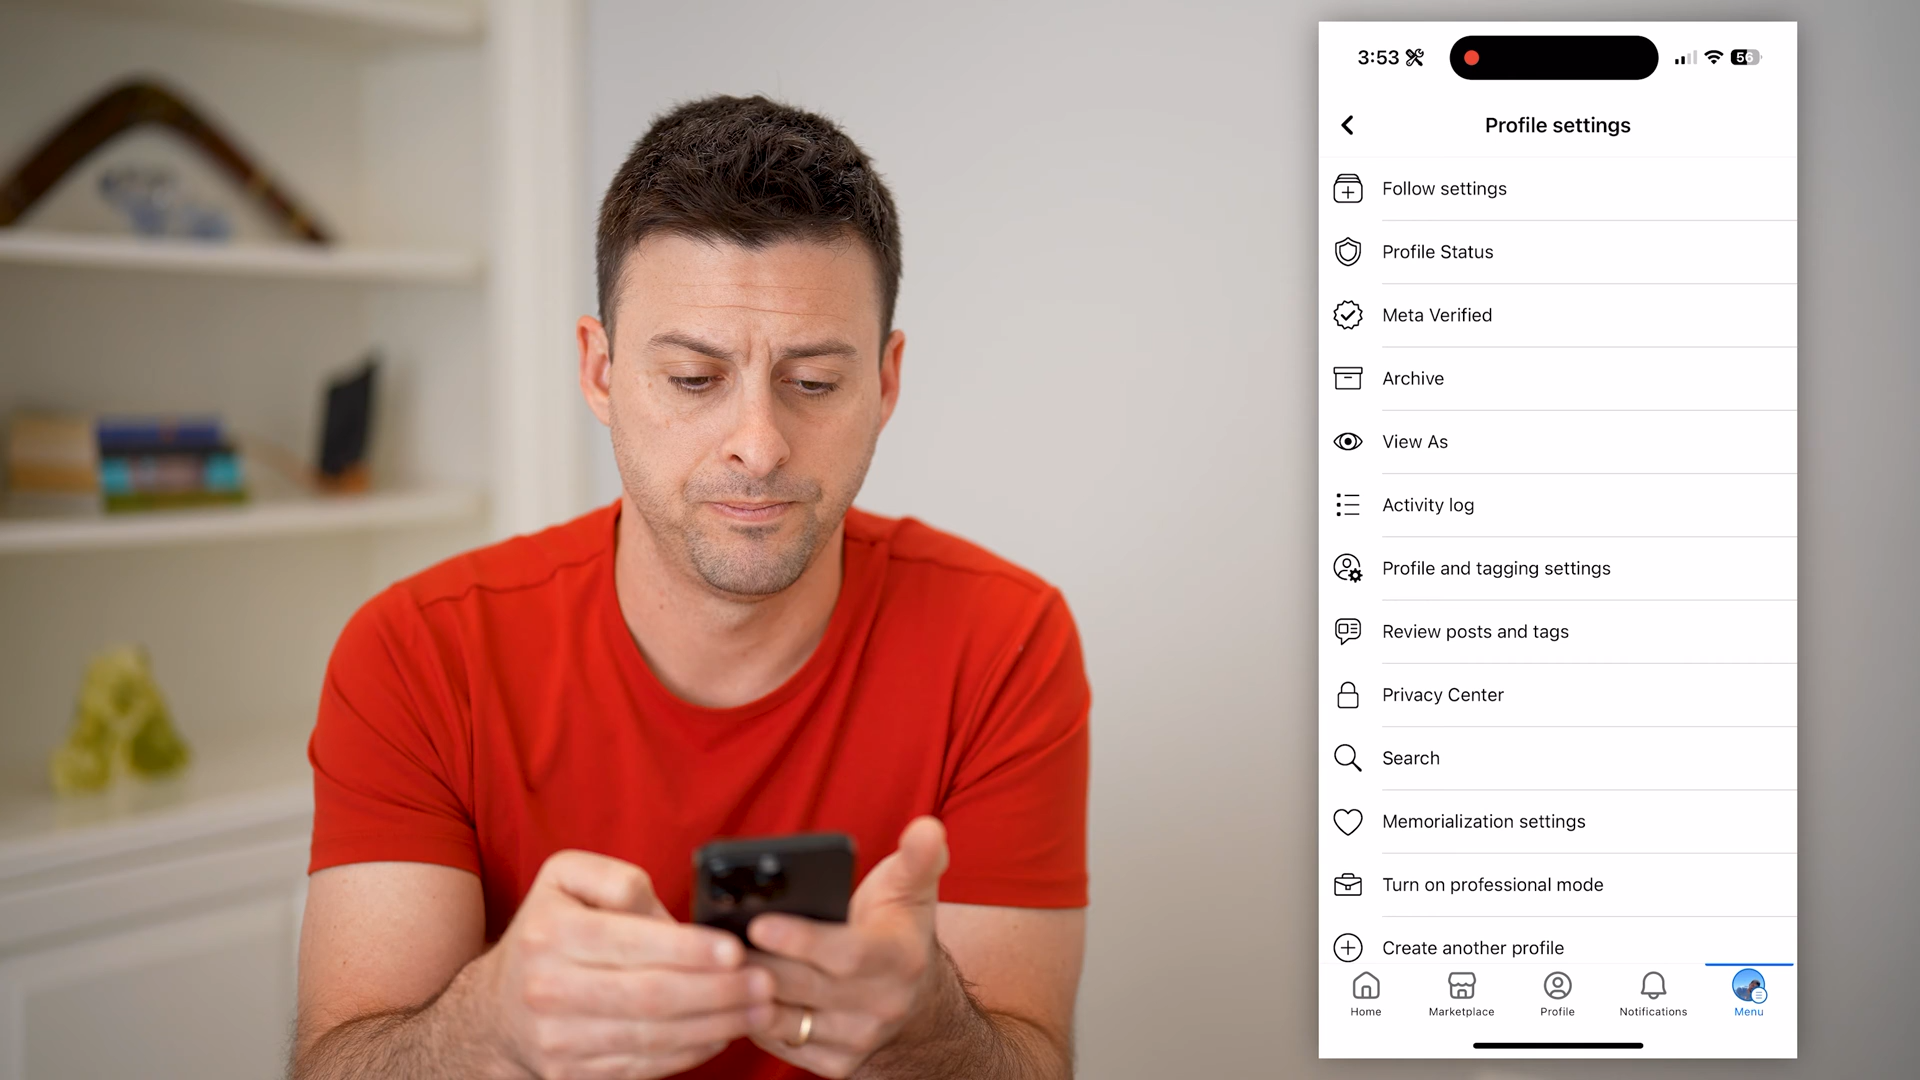 3:53
56
Profile settings
Follow settings
Profile Status
Meta Verified
Archive
View As
Activity log
Profile and tagging settings
Review posts and tags
Privacy Center
Search
Memorialization settings
Turn on professional mode
Create another profile
Home
Marketplace
Profile
Notifications
Menu